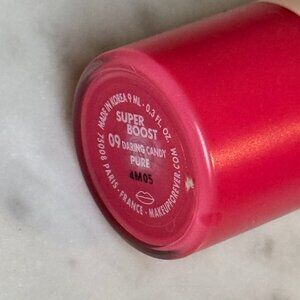 MADE IN KOREA 9 ML · 0.3 FL. OZ.
SUPER
BOOST
09 DARING CANDY
PURE
4M05
75008 PARIS · FRANCE · MAKEUPFOREVER.COM